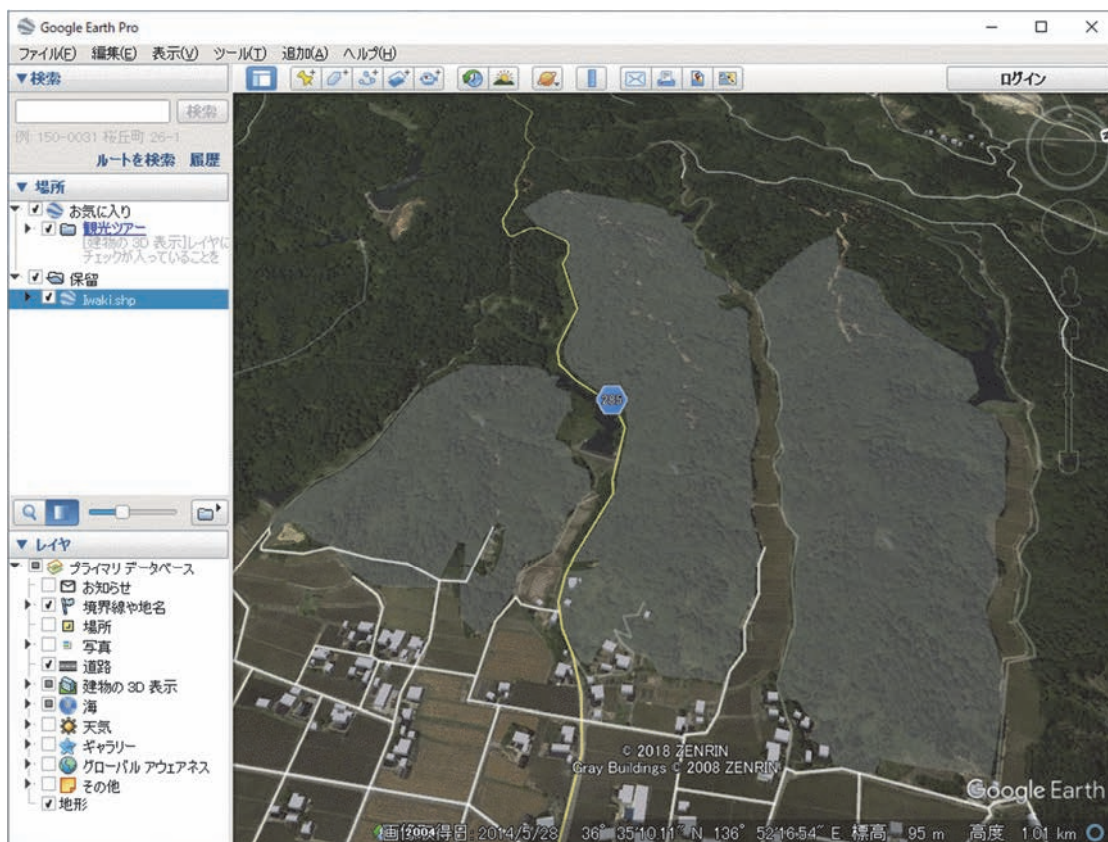 Google Earth Pro
ファイル(F) 編集(E) 表示(V) ツール(T) 追加(A) ヘルプ(H)
▼検索
検索
例: 150-0031 桜丘町 26-1
ルートを検索 履歴
▼ 場所
お気に入り
観光ツアー
[建物の 3D 表示]レイヤに
チェックが入っていることを
保留
Iwaki.shp
▼ レイヤ
プライマリ データベース
お知らせ
境界線や地名
場所
写真
道路
建物の 3D 表示
海
天気
ギャラリー
グローバル アウェアネス
その他
地形
ログイン
285
© 2018 ZENRIN
Gray Buildings © 2008 ZENRIN
Google Earth
2004
画像取得日: 2014/5/28 36° 35'10.11" N 136° 52'16.54" E 標高 95 m 高度 1.01 km